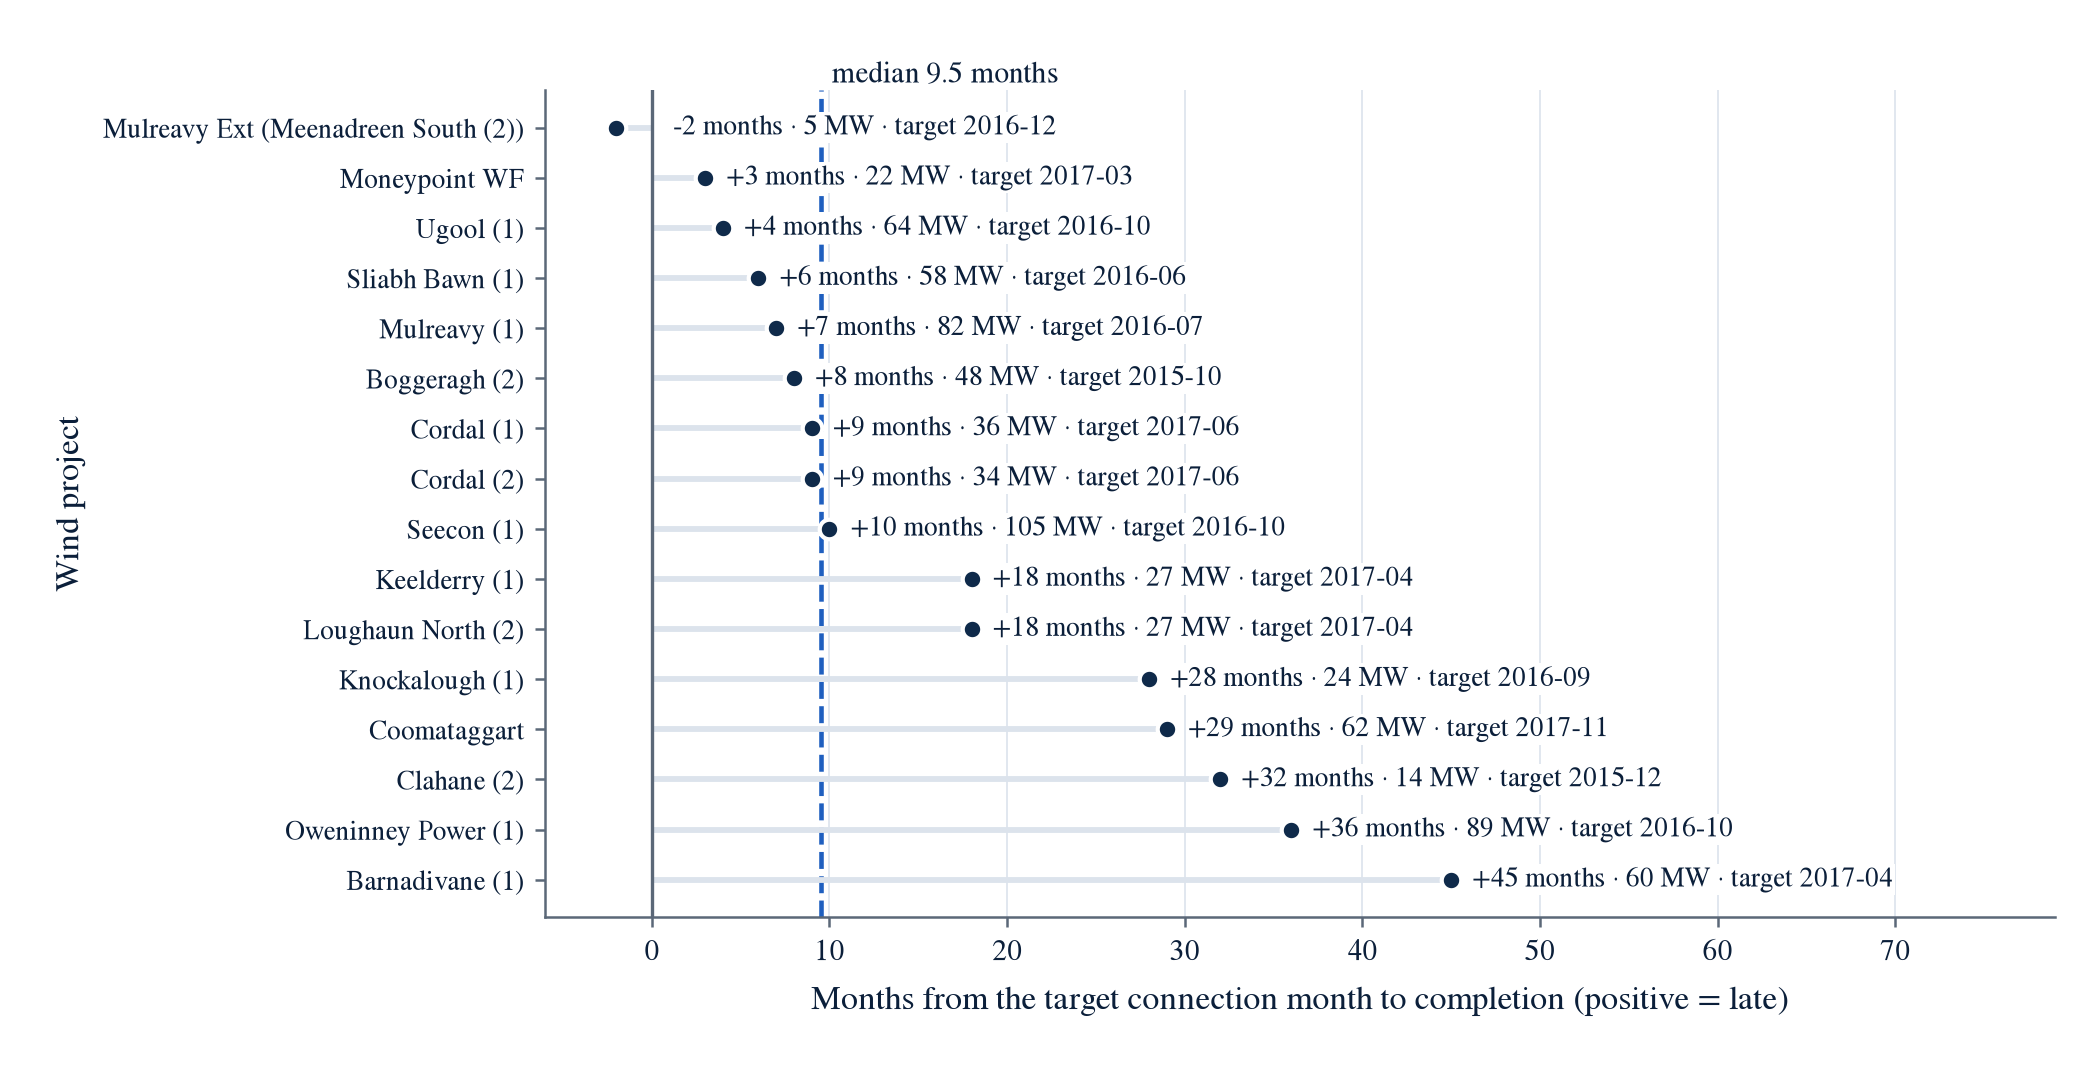 median 9.5 months
Mulreavy Ext (Meenadreen South (2)) -2 months · 5 MW · target 2016-12
Moneypoint WF +3 months · 22 MW · target 2017-03
Ugool (1) +4 months · 64 MW · target 2016-10
Sliabh Bawn (1) +6 months · 58 MW · target 2016-06
Mulreavy (1) +7 months · 82 MW · target 2016-07
Boggeragh (2) +8 months · 48 MW · target 2015-10
Cordal (1) +9 months · 36 MW · target 2017-06
Cordal (2) +9 months · 34 MW · target 2017-06
Seecon (1) +10 months · 105 MW · target 2016-10
Keelderry (1) +18 months · 27 MW · target 2017-04
Loughaun North (2) +18 months · 27 MW · target 2017-04
Knockalough (1) +28 months · 24 MW · target 2016-09
Coomataggart +29 months · 62 MW · target 2017-11
Clahane (2) +32 months · 14 MW · target 2015-12
Oweninney Power (1) +36 months · 89 MW · target 2016-10
Barnadivane (1) +45 months · 60 MW · target 2017-04
Wind project
0 10 20 30 40 50 60 70
Months from the target connection month to completion (positive = late)